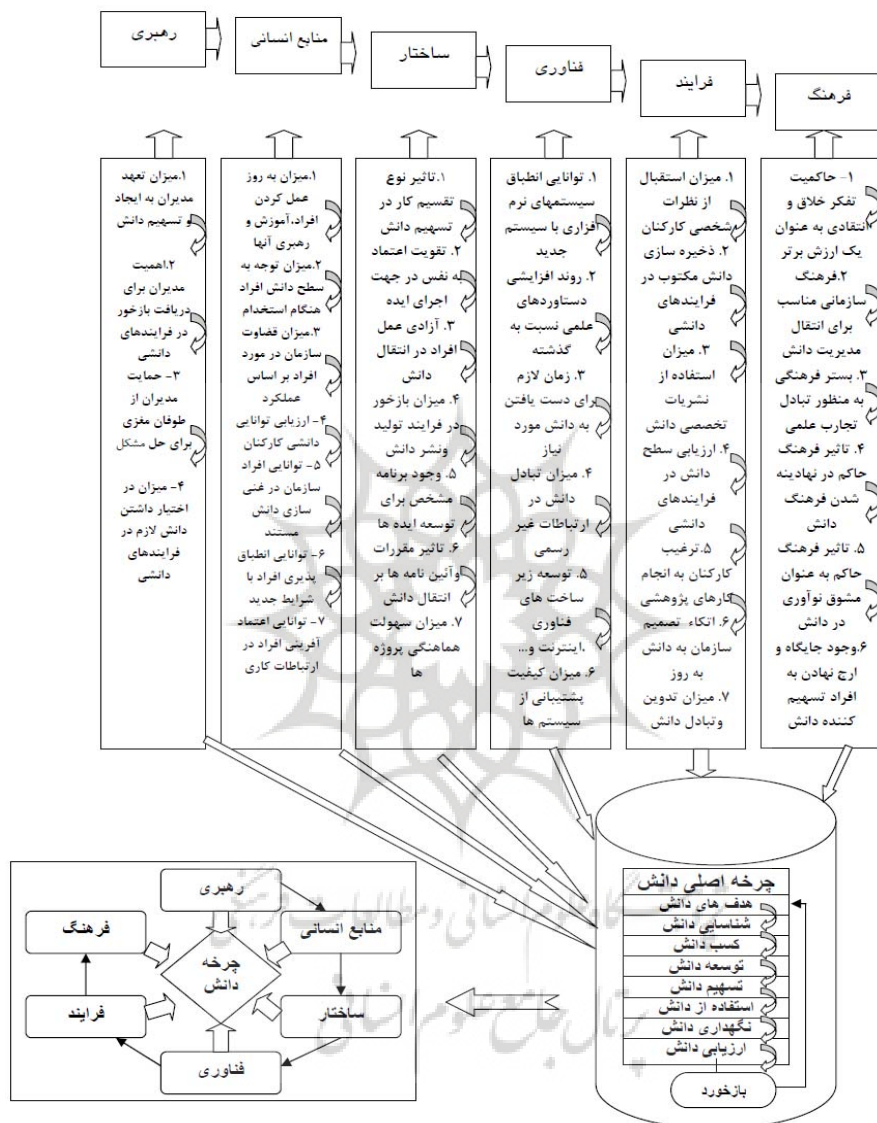 رهبری
منابع انسانی
ساختار
فناوری
فرایند
فرهنگ
۱.میزان تعهد
مدیران به ایجاد
و تسهیم دانش
۲.اهمیت
مدیران برای
دریافت بازخور
در فرایندهای
دانشی
۳- حمایت
مدیران از
طوفان مغزی
برای حل مشکل
۴- میزان در
اختیار داشتن
دانش لازم در
فرایندهای
دانشی
۱.میزان به روز
عمل کردن
افراد،آموزش و
رهبری آنها
۲.میزان توجه به
سطح دانش افراد
هنگام استخدام
۳.میزان قضاوت
سازمان در مورد
افراد بر اساس
عملکرد
۴- ارزیابی توانایی
دانشی کارکنان
۵- توانایی افراد
سازمان در غنی
سازی دانش
مستند
۶- توانایی انطباق
پذیری افراد با
شرایط جدید
۷- توانایی اعتماد
آفرینی افراد در
ارتباطات کاری
۱.تاثیر نوع
تقسیم کار در
تسهیم دانش
۲. تقویت اعتماد
به نفس در جهت
اجرای ایده
۳. آزادی عمل
افراد در انتقال
دانش
۴. میزان بازخور
در فرایند تولید
ونشر دانش
۵. وجود برنامه
مشخص برای
توسعه ایده ها
۶. تاثیر مقررات
وآئین نامه ها بر
انتقال دانش
۷. میزان سهولت
هماهنگی پروژه
ها
۱. توانایی انطباق
سیستمهای نرم
افزاری با سیستم
جدید
۲. روند افزایشی
دستاوردهای
علمی نسبت به
گذشته
۳. زمان لازم
برای دست یافتن
به دانش مورد
نیاز
۴. میزان تبادل
دانش در
ارتباطات غیر
رسمی
۵. توسعه زیر
ساخت های
فناوری
،اینترنت و...
۶. میزان کیفیت
پشتیبانی از
سیستم ها
۱. میزان استقبال
از نظرات
شخصی کارکنان
۲. ذخیره سازی
دانش مکتوب در
فرایندهای
دانشی
۳. میزان
استفاده از
نشریات
تخصصی دانش
۴. ارزیابی سطح
دانش در
فرایندهای
دانشی
۵.ترغیب
کارکنان به انجام
کارهای پژوهشی
۶. اتکاء تصمیم
سازمان به دانش
به روز
۷. میزان تدوین
وتبادل دانش
۱- حاکمیت
تفکر خلاق و
انتقادی به عنوان
یک ارزش برتر
۲.فرهنگ
سازمانی مناسب
برای انتقال
مدیریت دانش
۳. بستر فرهنگی
به منظور تبادل
تجارب علمی
۴. تاثیر فرهنگ
حاکم در نهادینه
شدن فرهنگ
دانش
۵. تاثیر فرهنگ
حاکم به عنوان
مشوق نوآوری
در دانش
۶.وجود جایگاه و
ارج نهادن به
افراد تسهیم
کننده دانش
چرخه اصلی دانش
هدف های دانش
شناسایی دانش
کسب دانش
توسعه دانش
تسهیم دانش
استفاده از دانش
نگهداری دانش
ارزیابی دانش
بازخورد
رهبری
منابع انسانی
ساختار
فناوری
فرایند
فرهنگ
چرخه
دانش
پژوهشگاه علوم انسانی و مطالعات فرهنگی
پرتال جامع علوم انسانی